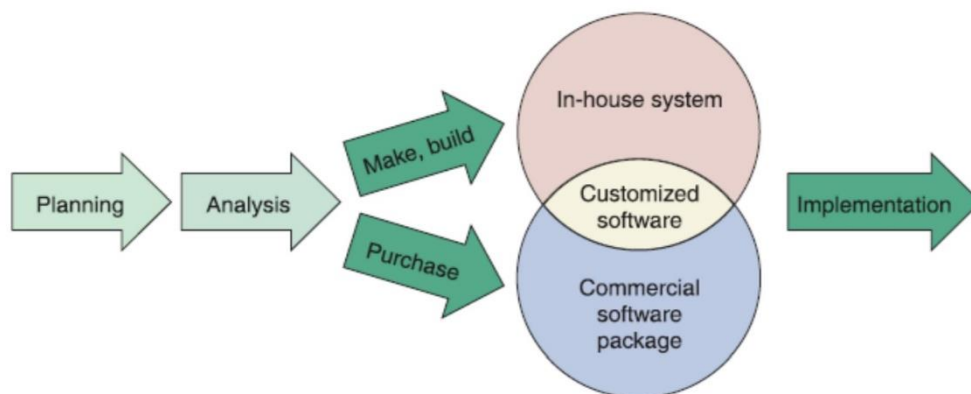 Planning
Analysis
Make, build
Purchase
In-house system
Customized
software
Commercial
software
package
Implementation